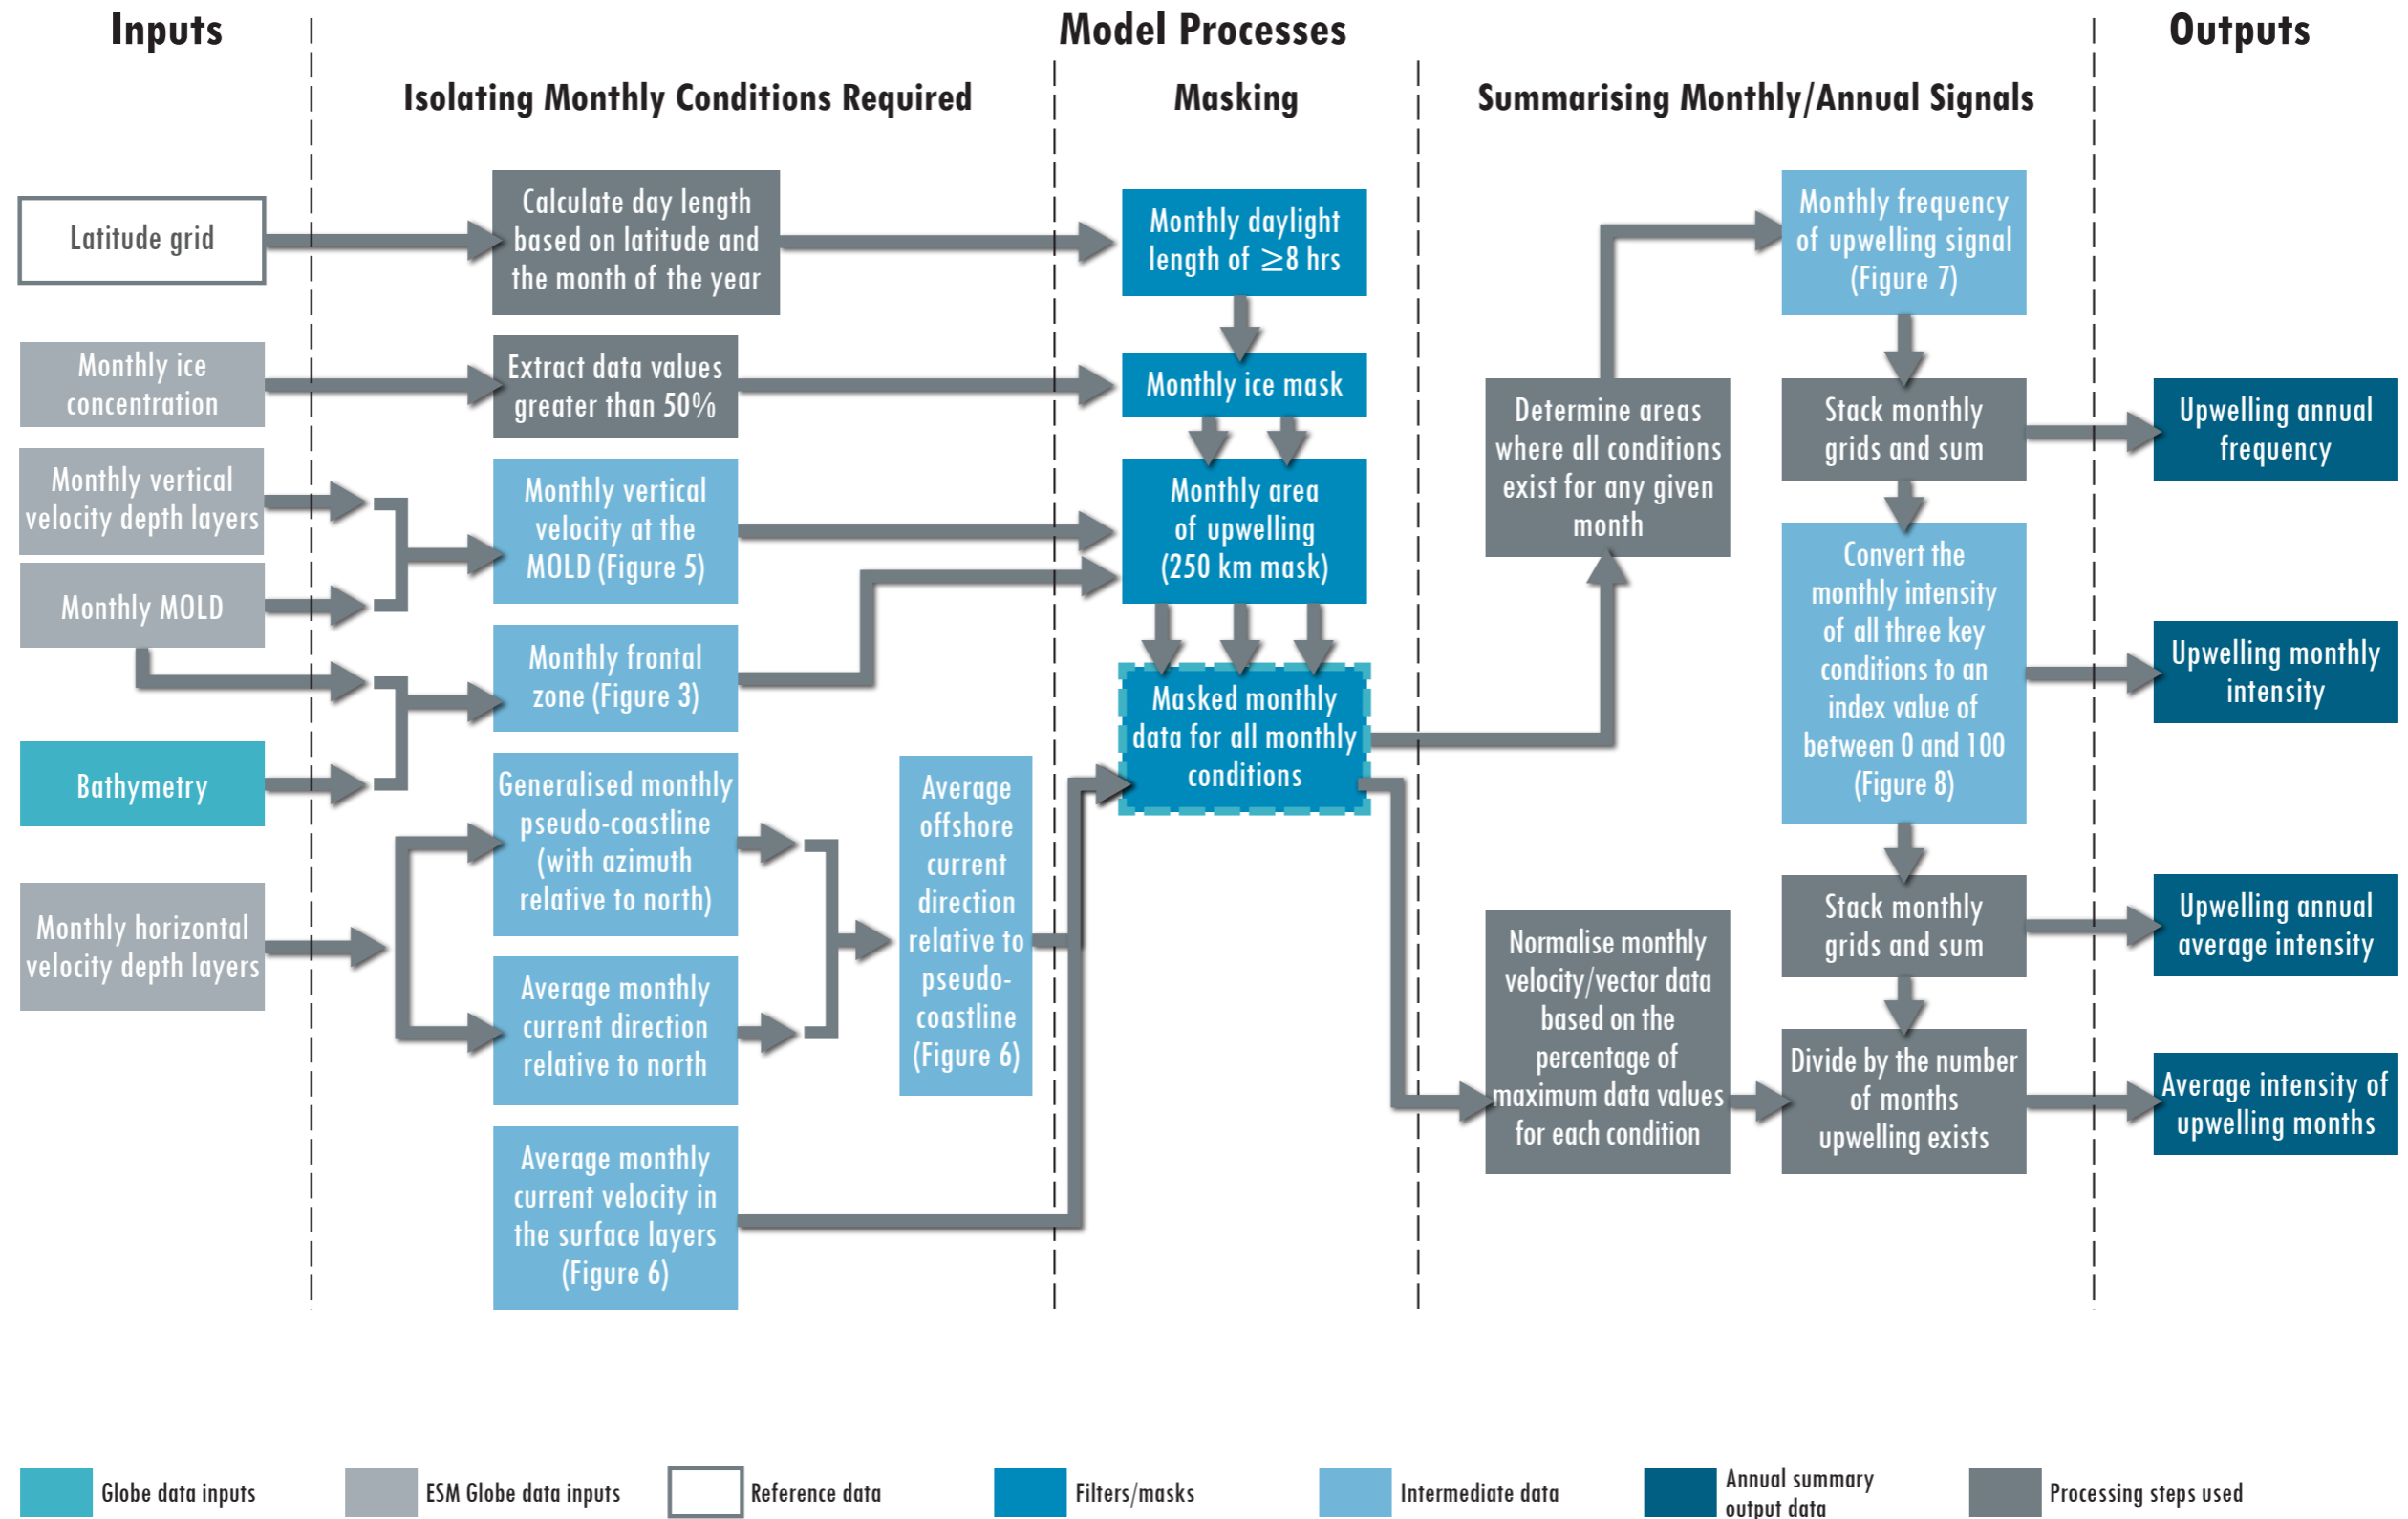 Inputs
Model Processes
Outputs
Isolating Monthly Conditions Required
Masking
Summarising Monthly/Annual Signals
Latitude grid
Monthly ice
concentration
Monthly vertical
velocity depth layers
Monthly MOLD
Bathymetry
Monthly horizontal
velocity depth layers
Calculate day length
based on latitude and
the month of the year
Extract data values
greater than 50%
Monthly vertical
velocity at the
MOLD (Figure 5)
Monthly frontal
zone (Figure 3)
Generalised monthly
pseudo-coastline
(with azimuth
relative to north)
Average monthly
current direction
relative to north
Average monthly
current velocity in
the surface layers
(Figure 6)
Average
offshore
current
direction
relative to
pseudo-
coastline
(Figure 6)
Monthly daylight
length of ≥8 hrs
Monthly ice mask
Monthly area
of upwelling
(250 km mask)
Masked monthly
data for all monthly
conditions
Determine areas
where all conditions
exist for any given
month
Normalise monthly
velocity/vector data
based on the
percentage of
maximum data values
for each condition
Monthly frequency
of upwelling signal
(Figure 7)
Stack monthly
grids and sum
Convert the
monthly intensity
of all three key
conditions to an
index value of
between 0 and 100
(Figure 8)
Stack monthly
grids and sum
Divide by the number
of months
upwelling exists
Upwelling annual
frequency
Upwelling monthly
intensity
Upwelling annual
average intensity
Average intensity of
upwelling months
Globe data inputs
ESM Globe data inputs
Reference data
Filters/masks
Intermediate data
Annual summary
output data
Processing steps used